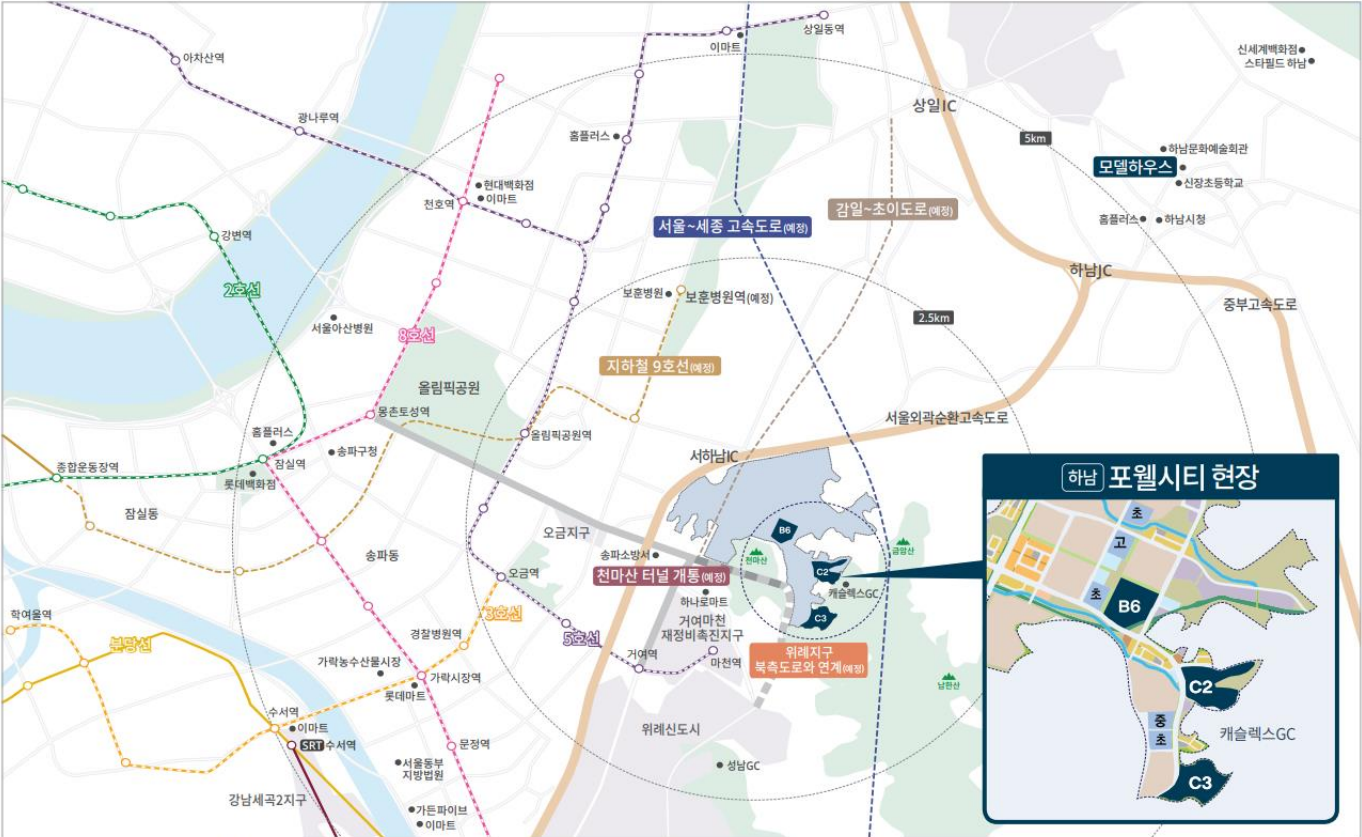 상일동역
이마트
신세계백화점
스타필드 하남
아차산역
상일IC
광나루역
홈플러스
5km
하남문화예술회관
모델하우스
신장초등학교
현대백화점
이마트
천호역
감일~초이도로(예정)
서울~세종 고속도로(예정)
홈플러스
하남시청
강변역
하남JC
2호선
보훈병원
보훈병원역(예정)
중부고속도로
2.5km
서울아산병원
8호선
지하철 9호선(예정)
올림픽공원
몽촌토성역
서울외곽순환고속도로
홈플러스
올림픽공원역
송파구청
서하남IC
잠실역
종합운동장역
롯데백화점
하남 포웰시티 현장
잠실동
초
오금지구
B6
고
송파동
송파소방서
천마산
금암산
오금역
천마산 터널 개통(예정)
C2
캐슬렉스GC
초
B6
하나로마트
학여울역
3호선
거여마천
재정비촉진지구
C3
분당선
경찰병원역
5호선
가락농수산물시장
거여역
마천역
위례지구
북측도로와 연계(예정)
가락시장역
롯데마트
남한산
C2
수서역
이마트
SRT 수서역
위례신도시
중
초
캐슬렉스GC
문정역
서울동부
지방법원
성남GC
C3
강남세곡2지구
가든파이브
이마트